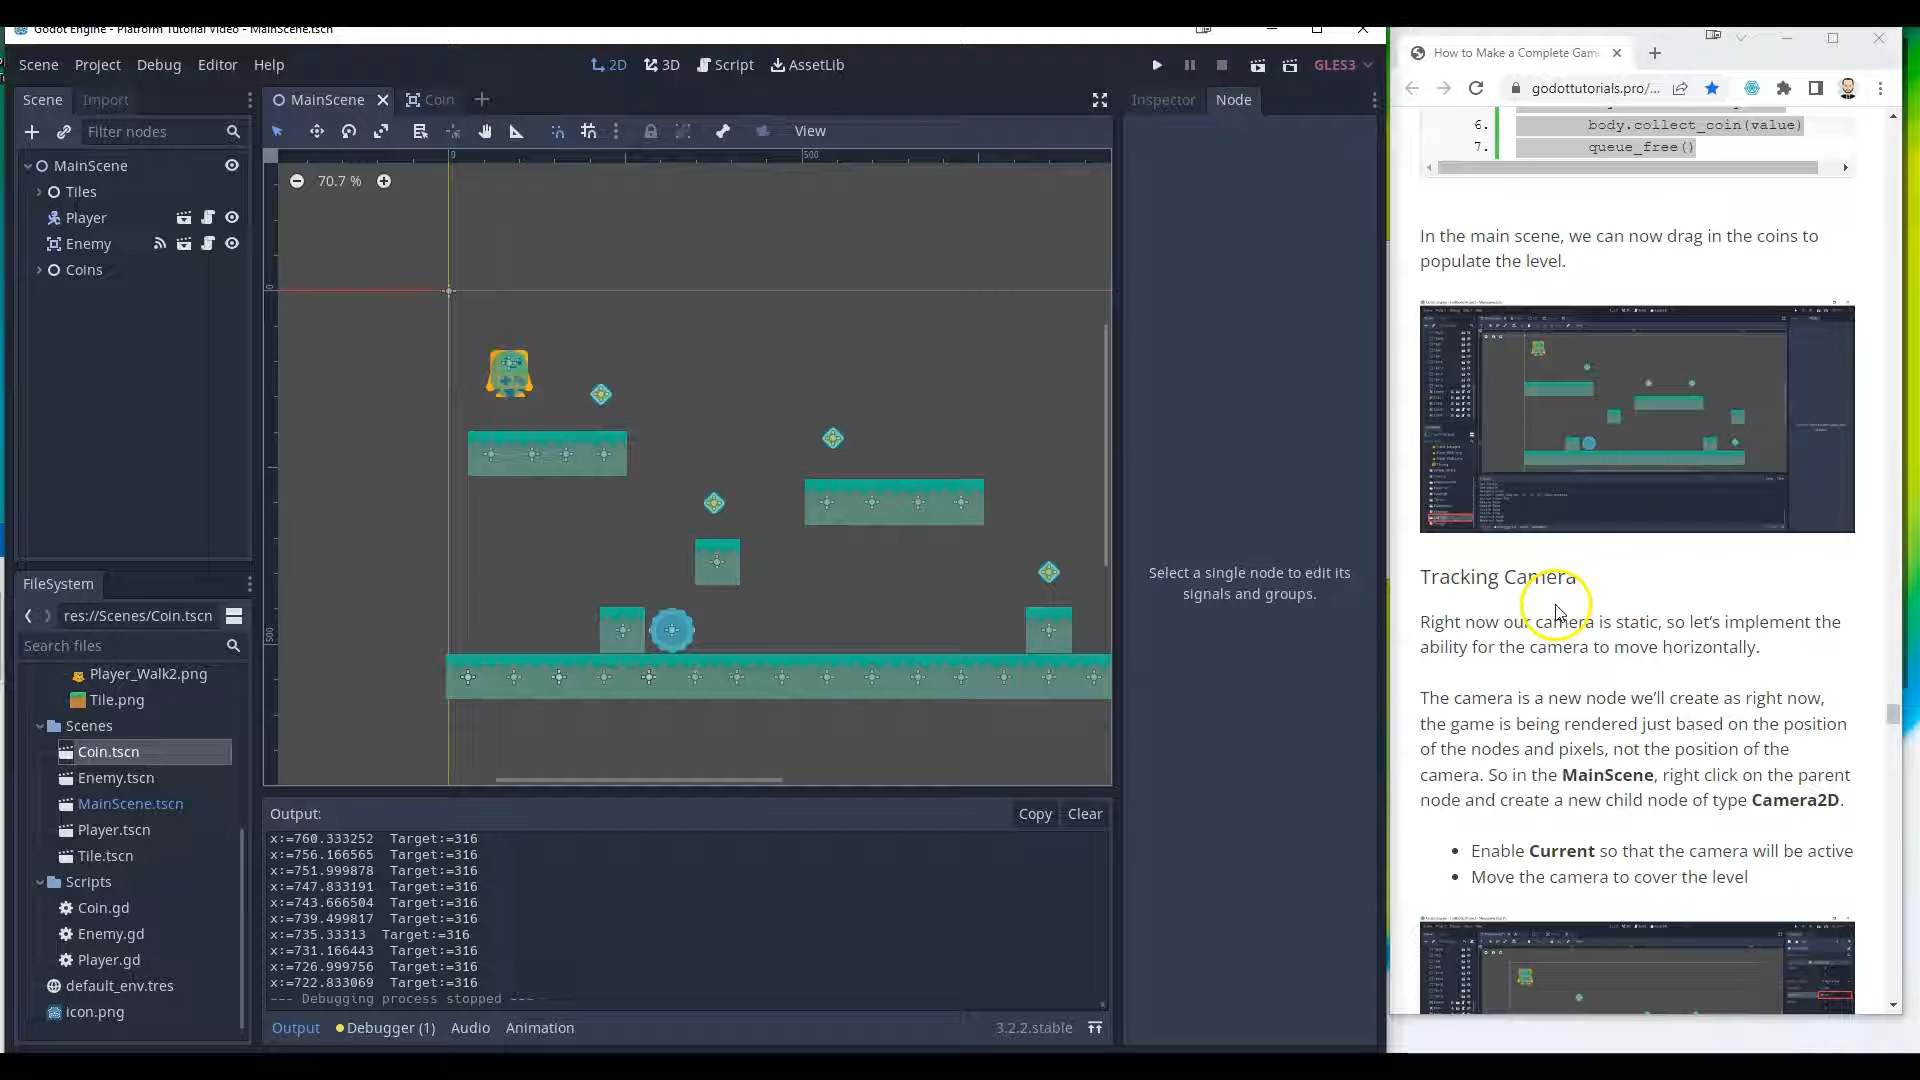 Godot Engine - Platform Tutorial Video - MainScene.tscn
Scene Project Debug Editor Help
2D 3D Script AssetLib
GLES3
Scene Import
Filter nodes
MainScene
Tiles
Player
Enemy
Coins
MainScene Coin
View
0
500
70.7 %
0
500
Inspector Node
Select a single node to edit its
signals and groups.
FileSystem
res://Scenes/Coin.tscn
Search files
Player_Walk2.png
Tile.png
Scenes
Coin.tscn
Enemy.tscn
MainScene.tscn
Player.tscn
Tile.tscn
Scripts
Coin.gd
Enemy.gd
Player.gd
default_env.tres
icon.png
Output:
Copy Clear
x:=760.333252 Target:=316
x:=756.166565 Target:=316
x:=751.999878 Target:=316
x:=747.833191 Target:=316
x:=743.666504 Target:=316
x:=739.499817 Target:=316
x:=735.33313 Target:=316
x:=731.166443 Target:=316
x:=726.999756 Target:=316
x:=722.833069 Target:=316
--- Debugging process stopped ---
Output Debugger (1) Audio Animation
3.2.2.stable
How to Make a Complete Gam
godottutorials.pro/...
6. body.collect_coin(value)
7. queue_free()
In the main scene, we can now drag in the coins to
populate the level.
Tracking Camera
Right now our camera is static, so let's implement the
ability for the camera to move horizontally.
The camera is a new node we'll create as right now,
the game is being rendered just based on the position
of the nodes and pixels, not the position of the
camera. So in the MainScene, right click on the parent
node and create a new child node of type Camera2D.
• Enable Current so that the camera will be active
• Move the camera to cover the level